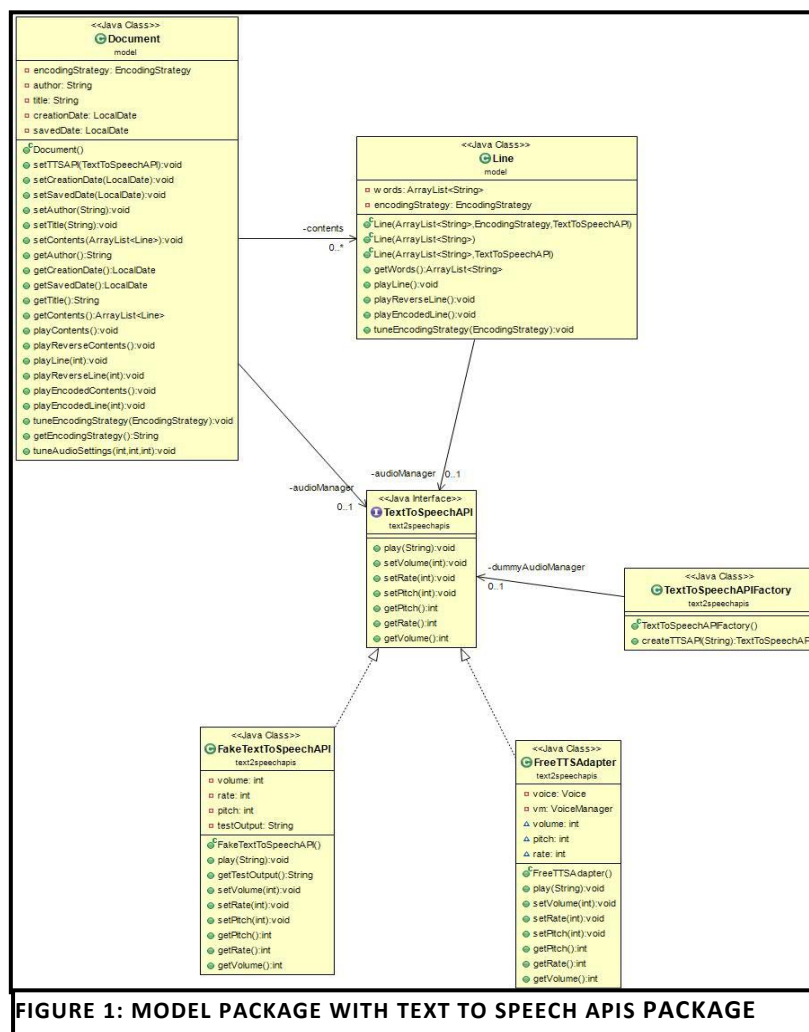 <<Java Class>>
Document
model
encodingStrategy: EncodingStrategy
author: String
title: String
creationDate: LocalDate
savedDate: LocalDate
Document()
setTTSAPI(TextToSpeechAPI):void
setCreationDate(LocalDate):void
setSavedDate(LocalDate):void
setAuthor(String):void
setTitle(String):void
setContents(ArrayList<Line>):void
getAuthor():String
getCreationDate():LocalDate
getSavedDate():LocalDate
getTitle():String
getContents():ArrayList<Line>
playContents():void
playReverseContents():void
playLine(int):void
playReverseLine(int):void
playEncodedContents():void
playEncodedLine(int):void
tuneEncodingStrategy(EncodingStrategy):void
getEncodingStrategy():String
tuneAudioSettings(int,int,int):void
-contents
0..*
<<Java Class>>
Line
model
words: ArrayList<String>
encodingStrategy: EncodingStrategy
Line(ArrayList<String>,EncodingStrategy,TextToSpeechAPI)
Line(ArrayList<String>)
Line(ArrayList<String>,TextToSpeechAPI)
getWords():ArrayList<String>
playLine():void
playReverseLine():void
playEncodedLine():void
tuneEncodingStrategy(EncodingStrategy):void
-audioManager
0..1
-audioManager
0..1
<<Java Interface>>
TextToSpeechAPI
text2speechapis
play(String):void
setVolume(int):void
setRate(int):void
setPitch(int):void
getPitch():int
getRate():int
getVolume():int
-dummyAudioManager
0..1
<<Java Class>>
TextToSpeechAPIFactory
text2speechapis
TextToSpeechAPIFactory()
createTTSAPI(String):TextToSpeechAPI
<<Java Class>>
FakeTextToSpeechAPI
text2speechapis
volume: int
rate: int
pitch: int
testOutput: String
FakeTextToSpeechAPI()
play(String):void
getTestOutput():String
setVolume(int):void
setRate(int):void
setPitch(int):void
getPitch():int
getRate():int
getVolume():int
<<Java Class>>
FreeTTSAdapter
text2speechapis
voice: Voice
vm: VoiceManager
volume: int
pitch: int
rate: int
FreeTTSAdapter()
play(String):void
setVolume(int):void
setRate(int):void
setPitch(int):void
getPitch():int
getRate():int
getVolume():int
FIGURE 1: MODEL PACKAGE WITH TEXT TO SPEECH APIS PACKAGE